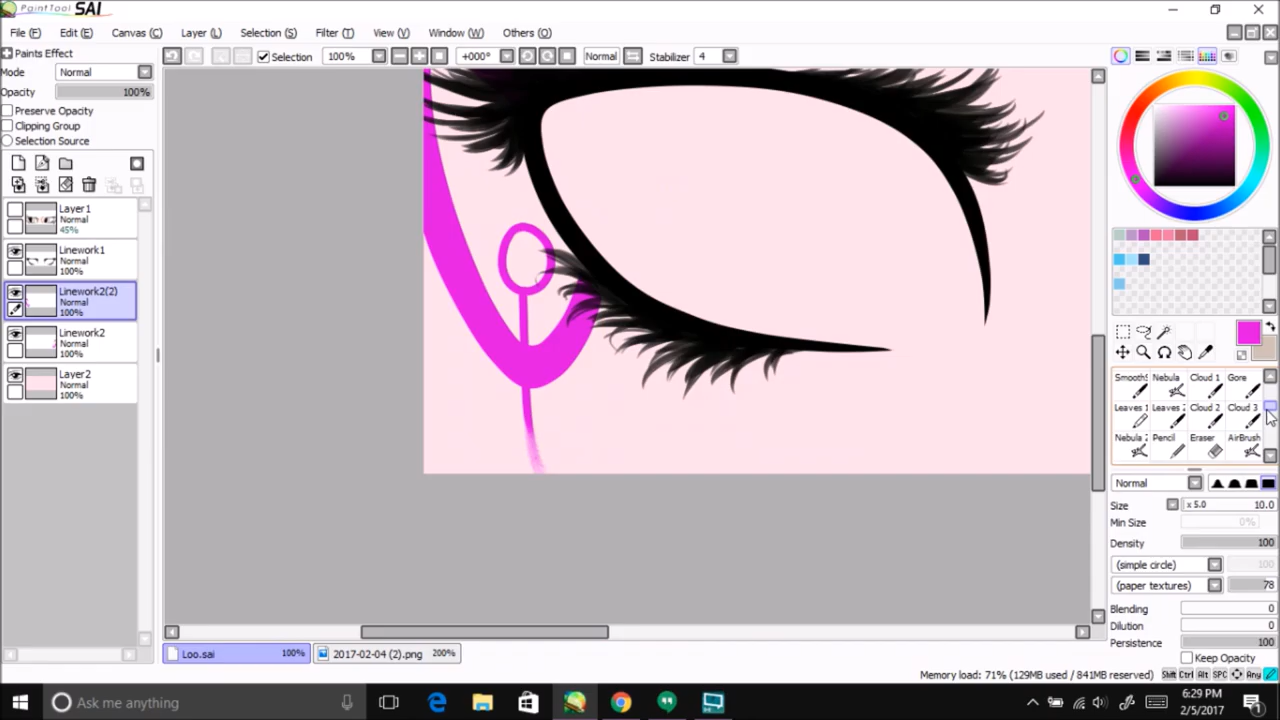 PaintTool SAI
File (F) Edit (E) Canvas (C) Layer (L) Selection (S) Filter (T) View (V) Window (W) Others (O)
Paints Effect
Selection 100% +000° Normal Stabilizer 4
Mode Normal
Opacity 100%
Preserve Opacity
Clipping Group
Selection Source
Layer1
Normal
45%
Linework1
Normal
100%
Linework2(2)
Normal
100%
Linework2
Normal
100%
Layer2
Normal
100%
Nebula Cloud 1 Gore
Leaves 1 Leaves 2 Cloud 2 Cloud 3
Nebula 2 Pencil Eraser AirBrush
Normal
Size x 5.0 10.0
Min Size 0%
Density 100
(simple circle) 100
(paper textures) 78
Blending 0
Dilution 0
Persistence 100
Keep Opacity
Loo.sai 100% 2017-02-04 (2).png 200%
Memory load: 71% (129MB used / 841MB reserved) Shift Ctrl Alt SPC Any
Ask me anything
6:29 PM
2/5/2017
1